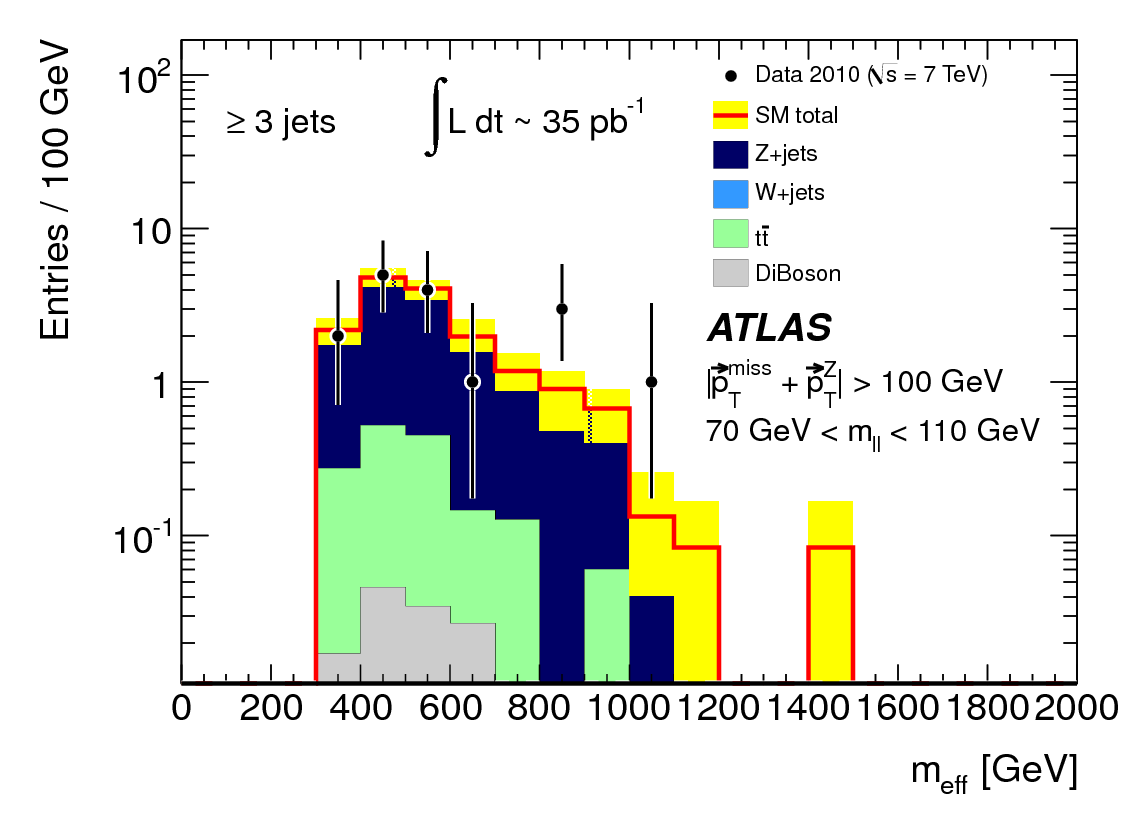 Entries / 100 GeV
10²
10
1
10⁻¹
≥ 3 jets
∫ L dt ~ 35 pb⁻¹
Data 2010 (√s = 7 TeV)
SM total
Z+jets
W+jets
tt̄
DiBoson
ATLAS
|p⃗_T^miss + p⃗_T^Z| > 100 GeV
70 GeV < m_ll < 110 GeV
0 200 400 600 800 1000 1200 1400 1600 1800 2000
m_eff [GeV]